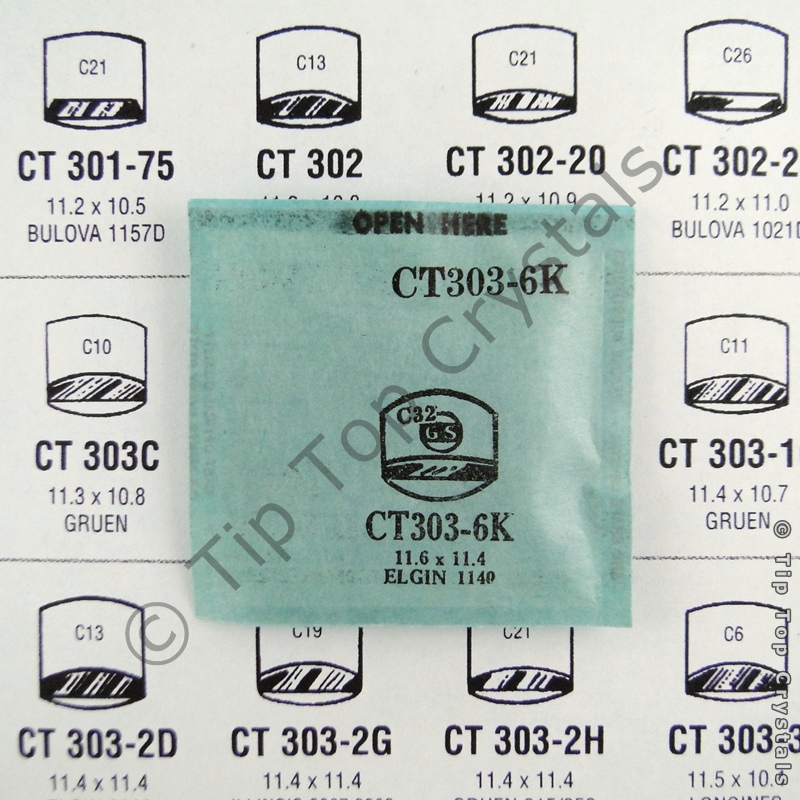 C21
C13
C21
C26
CT 301-75
CT 302
CT 302-20
CT 302-2
11.2 x 10.5
11.2 x 10.9
11.2 x 11.0
BULOVA 1157D
BULOVA 1021D
OPEN HERE
CT303-6K
C10
C32
GS
C11
CT 303C
CT303-6K
CT 303-1
11.3 x 10.8
11.6 x 11.4
11.4 x 10.7
GRUEN
ELGIN 1140
GRUEN
C13
C19
C21
C6
CT 303-2D
CT 303-2G
CT 303-2H
CT 303-3
11.4 x 11.4
11.4 x 11.4
11.4 x 11.4
© Tip Top Crystals
© Tip Top Crystals